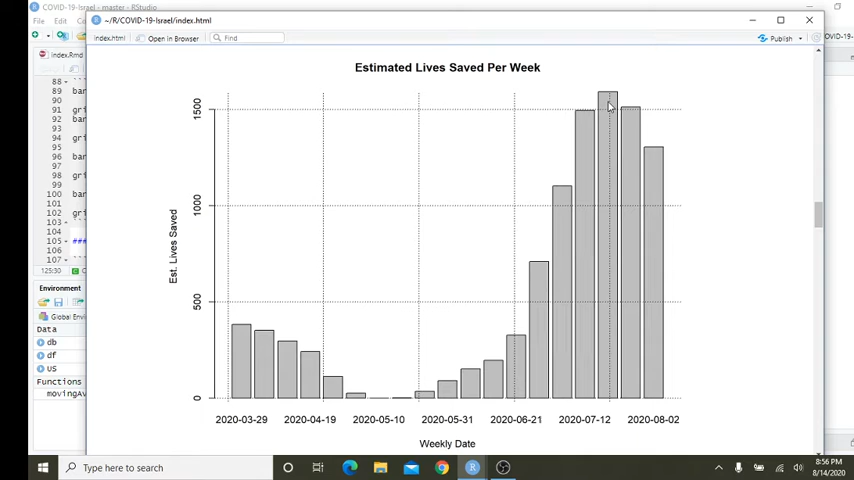 COVID-19-Israel - master - RStudio
~/R/COVID-19-Israel/index.html
File
Edit
index.html
Open in Browser
Find
Publish
index.Rmd
88
89
90
91
92
93
94
95
96
97
98
99
100
101
102
103
104
105
106
107
125:30
Environment
Data
db
df
US
Functions
movingAv
Estimated Lives Saved Per Week
Est. Lives Saved
1500
1000
500
0
2020-03-29 2020-04-19 2020-05-10 2020-05-31 2020-06-21 2020-07-12 2020-08-02
Weekly Date
Type here to search
8:56 PM
8/14/2020